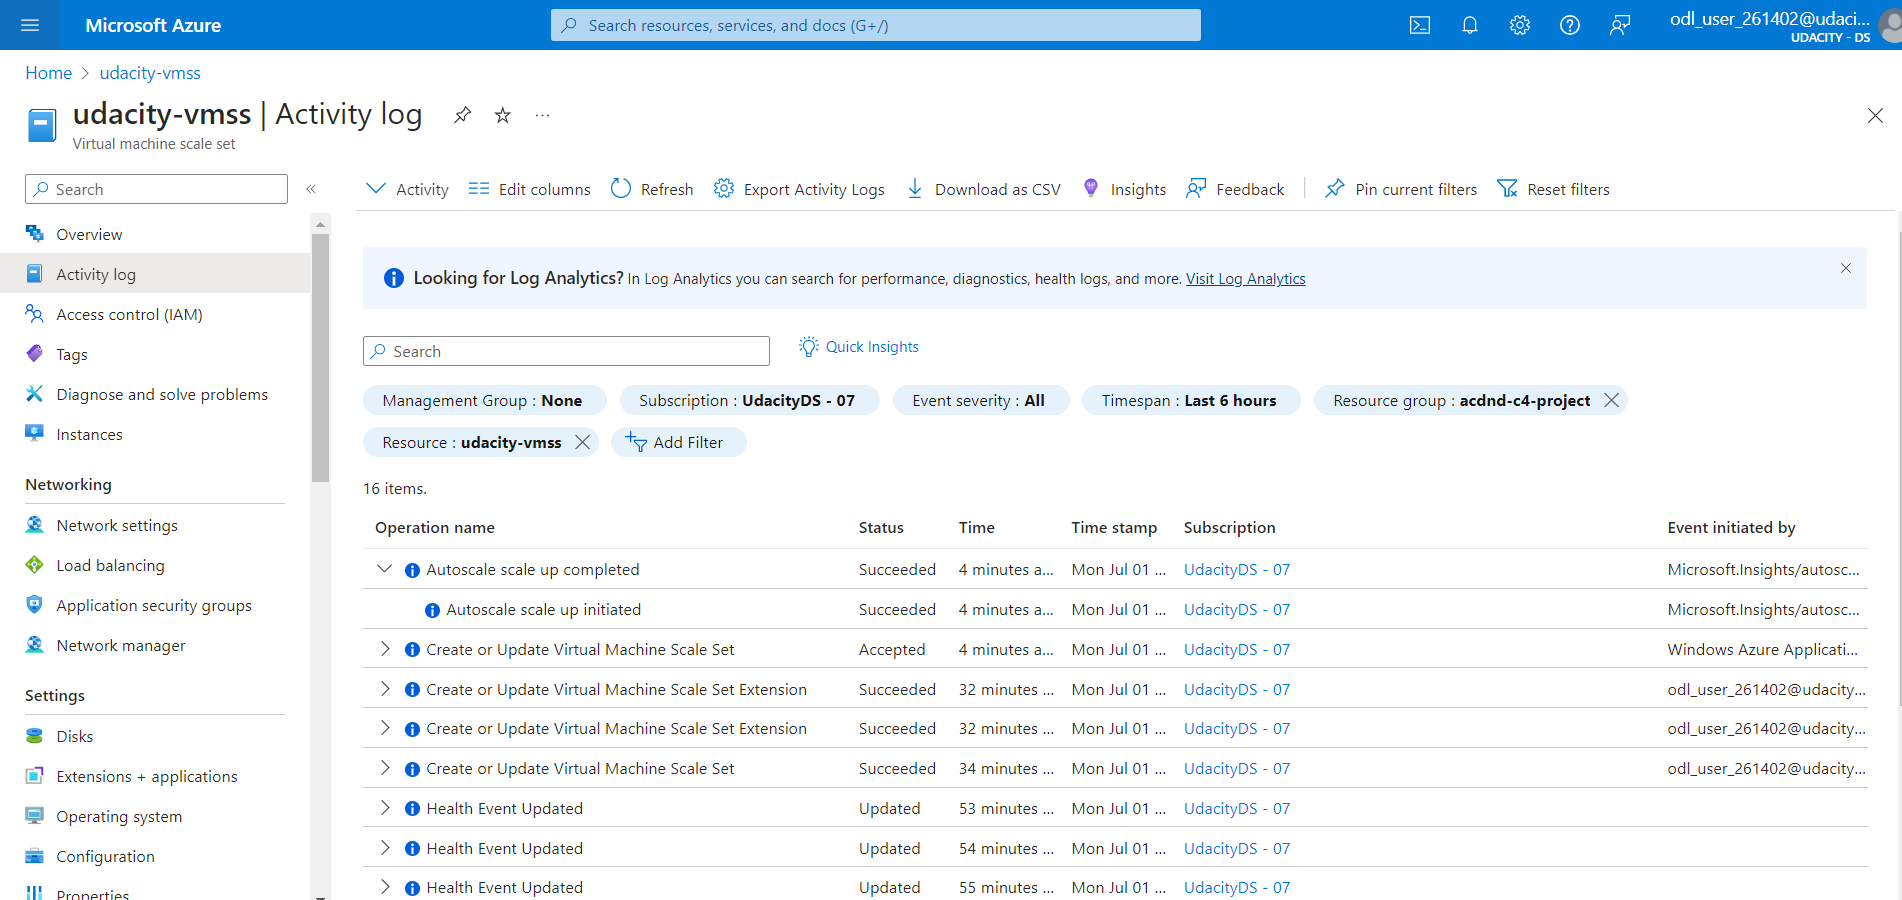 Microsoft Azure
Search resources, services, and docs (G+/)
odl_user_261402@udaci...
UDACITY - DS
Home > udacity-vmss
udacity-vmss | Activity log
...
Virtual machine scale set
Search
«
Activity
Edit columns
Refresh
Export Activity Logs
Download as CSV
Insights
Feedback
Pin current filters
Reset filters
Overview
Activity log
Access control (IAM)
Tags
Diagnose and solve problems
Instances
Networking
Network settings
Load balancing
Application security groups
Network manager
Settings
Disks
Extensions + applications
Operating system
Configuration
Properties
Looking for Log Analytics? In Log Analytics you can search for performance, diagnostics, health logs, and more. Visit Log Analytics
Search
Quick Insights
Management Group : None
Subscription : UdacityDS - 07
Event severity : All
Timespan : Last 6 hours
Resource group : acdnd-c4-project
Resource : udacity-vmss
Add Filter
16 items.
Operation name Status Time Time stamp Subscription Event initiated by
Autoscale scale up completed Succeeded 4 minutes a... Mon Jul 01 ... UdacityDS - 07 Microsoft.Insights/autosc...
Autoscale scale up initiated Succeeded 4 minutes a... Mon Jul 01 ... UdacityDS - 07 Microsoft.Insights/autosc...
Create or Update Virtual Machine Scale Set Accepted 4 minutes a... Mon Jul 01 ... UdacityDS - 07 Windows Azure Applicati...
Create or Update Virtual Machine Scale Set Extension Succeeded 32 minutes ... Mon Jul 01 ... UdacityDS - 07 odl_user_261402@udacity...
Create or Update Virtual Machine Scale Set Extension Succeeded 32 minutes ... Mon Jul 01 ... UdacityDS - 07 odl_user_261402@udacity...
Create or Update Virtual Machine Scale Set Succeeded 34 minutes ... Mon Jul 01 ... UdacityDS - 07 odl_user_261402@udacity...
Health Event Updated Updated 53 minutes ... Mon Jul 01 ... UdacityDS - 07
Health Event Updated Updated 54 minutes ... Mon Jul 01 ... UdacityDS - 07
Health Event Updated Updated 55 minutes ... Mon Jul 01 ... UdacityDS - 07